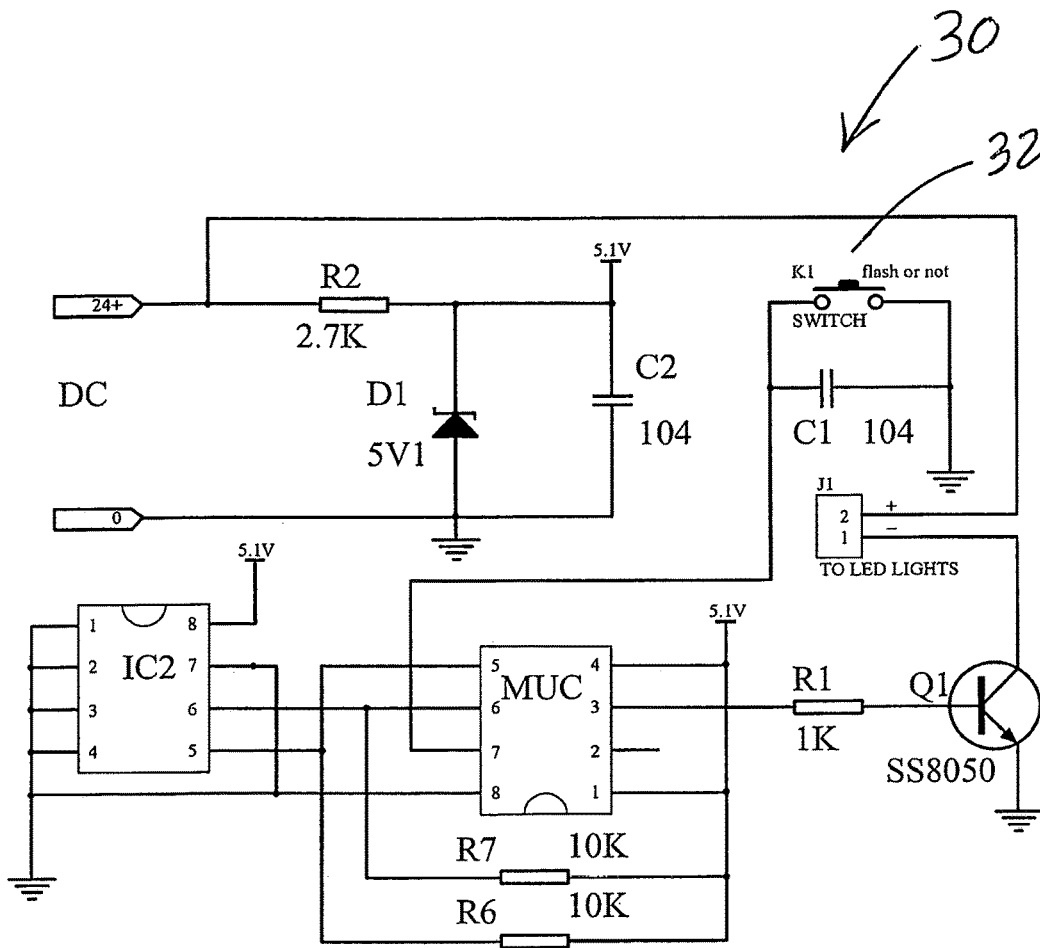 30
32
5.1V
R2
K1 flash or not
24+
SWITCH
2.7K
C2
DC
D1
104
C1 104
5V1
J1
2 +
0
1 −
5.1V
TO LED LIGHTS
5.1V
1 8
IC2
2 7
3 6
4 5
MUC
5 4
6 3
7 2
8 1
R1
1K
Q1
SS8050
R7 10K
R6 10K